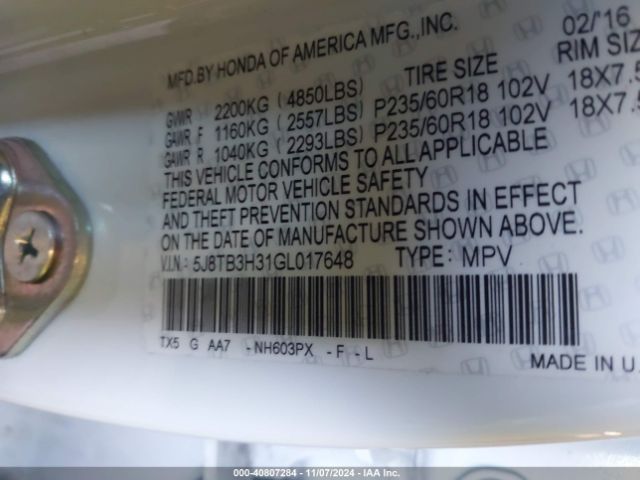 MFD.BY HONDA OF AMERICA MFG.,INC. 02/'16
TIRE SIZE RIM SIZ
GVWR 2200KG (4850LBS)
GAWR F 1160KG (2557LBS) P235/60R18 102V 18X7.5
GAWR R 1040KG (2293LBS) P235/60R18 102V 18X7.5
THIS VEHICLE CONFORMS TO ALL APPLICABLE
FEDERAL MOTOR VEHICLE SAFETY
AND THEFT PREVENTION STANDARDS IN EFFECT
ON THE DATE OF MANUFACTURE SHOWN ABOVE.
V.I.N.: 5J8TB3H31GL017648 TYPE: MPV
TX5 G AA7 -NH603PX -F -L
MADE IN U.
000-40807284 - 11/07/2024 - IAA Inc.